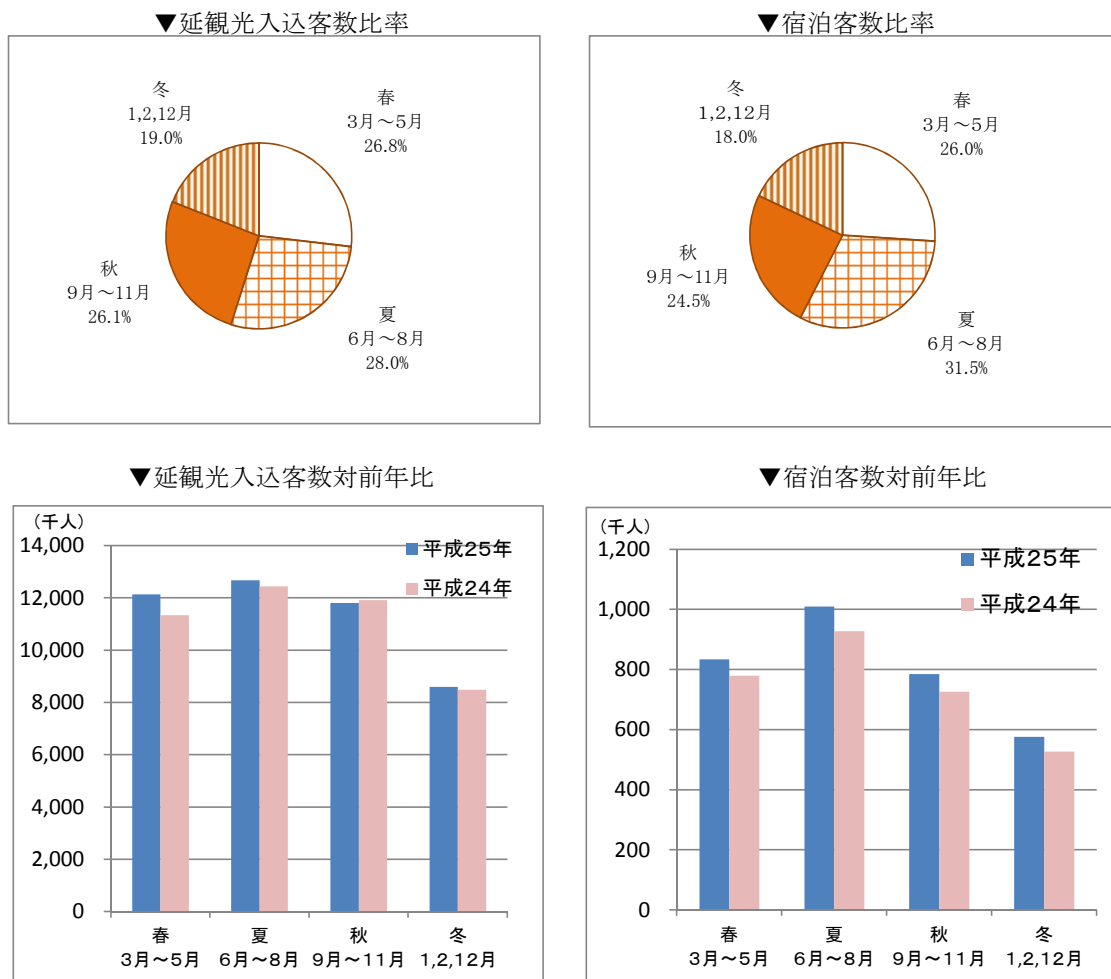 ▼延観光入込客数比率
冬
1,2,12月
19.0%
春
3月～5月
26.8%
秋
9月～11月
26.1%
夏
6月～8月
28.0%
▼宿泊客数比率
冬
1,2,12月
18.0%
春
3月～5月
26.0%
秋
9月～11月
24.5%
夏
6月～8月
31.5%
▼延観光入込客数対前年比
（千人）
14,000
12,000
10,000
8,000
6,000
4,000
2,000
0
平成25年
平成24年
春 夏 秋 冬
3月～5月 6月～8月 9月～11月 1,2,12月
▼宿泊客数対前年比
（千人）
1,200
1,000
800
600
400
200
0
平成25年
平成24年
春 夏 秋 冬
3月～5月 6月～8月 9月～11月 1,2,12月